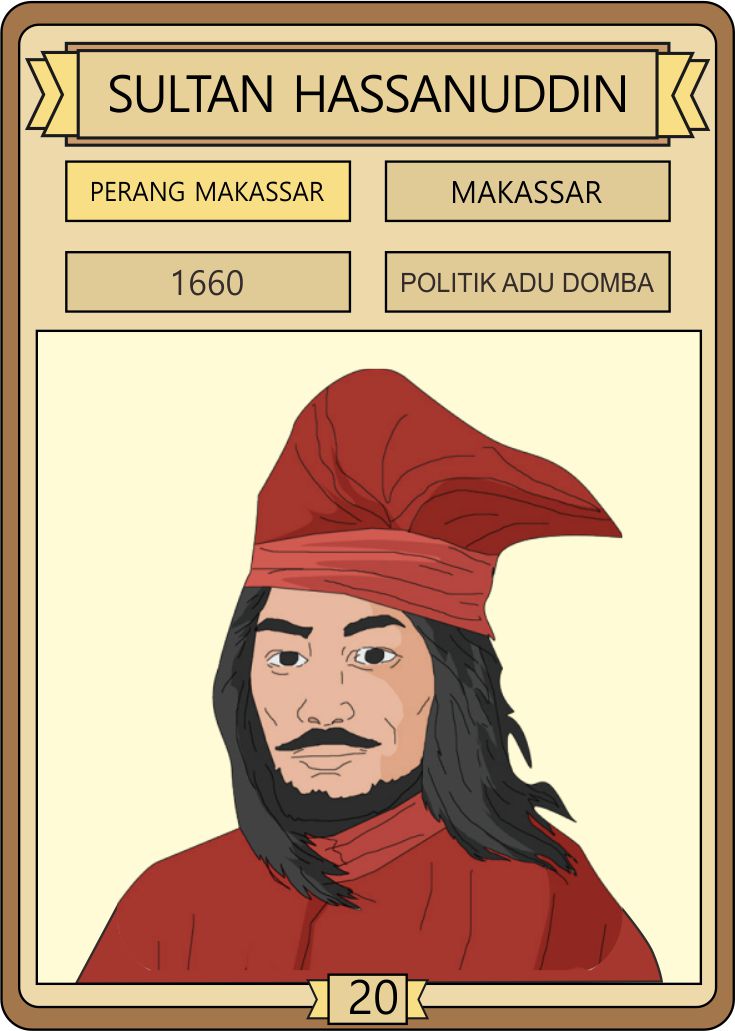 SULTAN HASSANUDDIN
PERANG MAKASSAR
MAKASSAR
1660
POLITIK ADU DOMBA
20